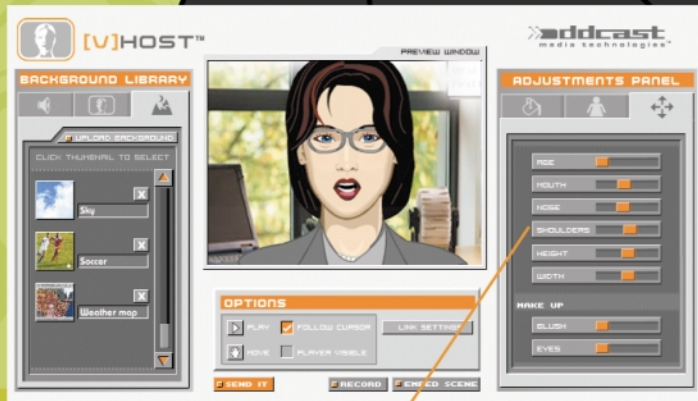 [V]HOST™
oddcast
media technologies™
PREVIEW WINDOW
BACKGROUND LIBRARY
UPLOAD BACKGROUND
CLICK THUMBNAIL TO SELECT
X
Sky
X
Soccer
X
Weather map
OPTIONS
PLAY
FOLLOW CURSOR
LINK SETTINGS
MOVE
PLAYER VISIBLE
SEND IT
RECORD
EMBED SCENE
ADJUSTMENTS PANEL
AGE
MOUTH
NOSE
SHOULDERS
HEIGHT
WIDTH
MAKE UP
BLUSH
EYES